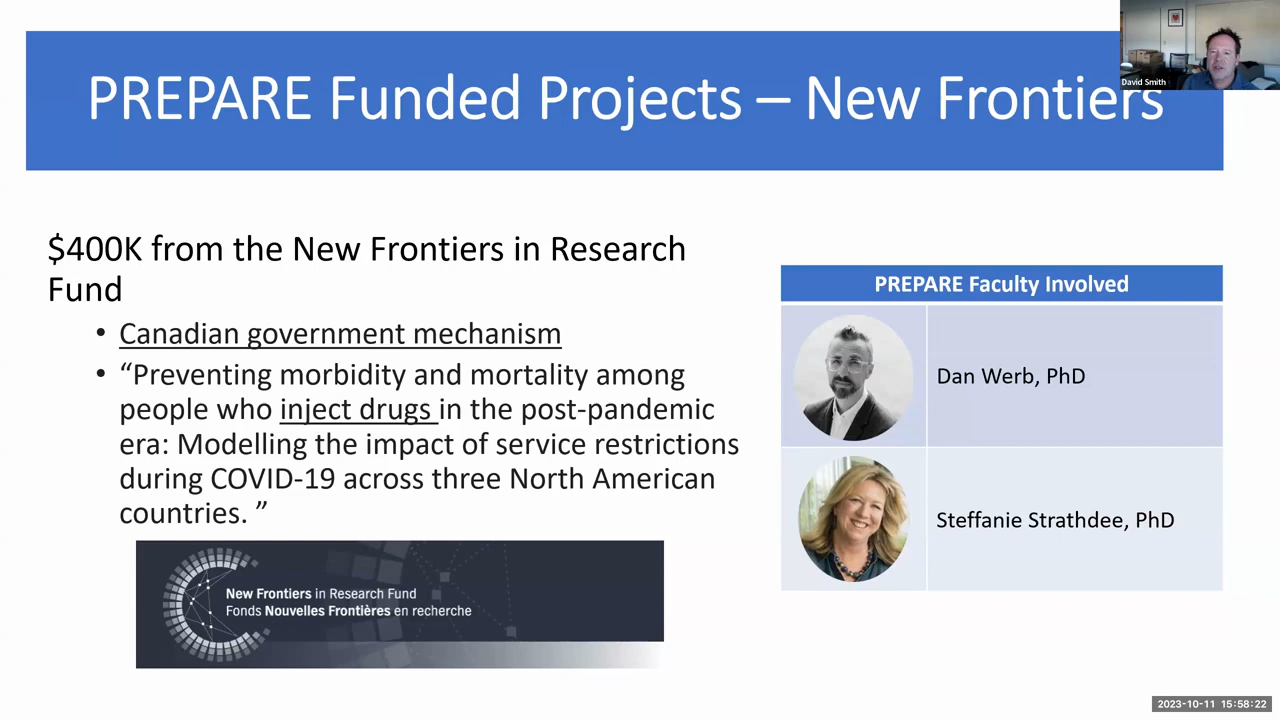 PREPARE Funded Projects – New Frontiers
David Smith
$400K from the New Frontiers in Research
Fund
• Canadian government mechanism
• “Preventing morbidity and mortality among
people who inject drugs in the post-pandemic
era: Modelling the impact of service restrictions
during COVID-19 across three North American
countries. ”
New Frontiers in Research Fund
Fonds Nouvelles Frontières en recherche
PREPARE Faculty Involved
Dan Werb, PhD
Steffanie Strathdee, PhD
2023-10-11 15:58:22